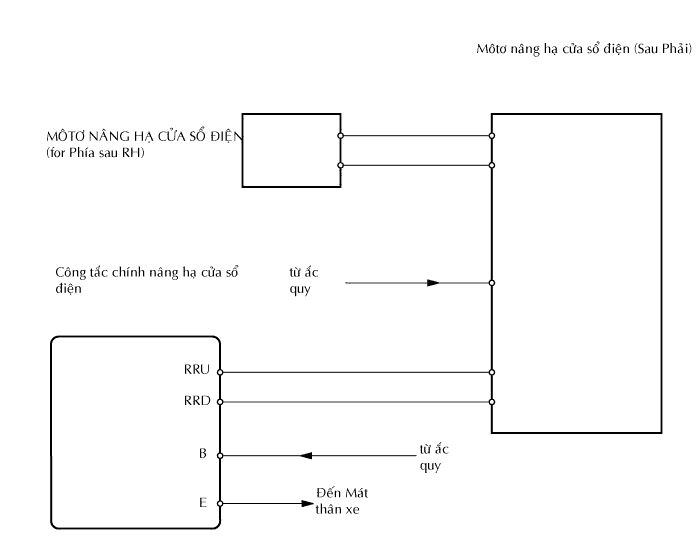 Môtơ nâng hạ cửa sổ điện (Sau Phải)
MÔTƠ NÂNG HẠ CỬA SỔ ĐIỆN
(for Phía sau RH)
Công tắc chính nâng hạ cửa sổ
điện
từ ắc
quy
RRU
RRD
B
từ ắc
quy
E
Đến Mát
thân xe